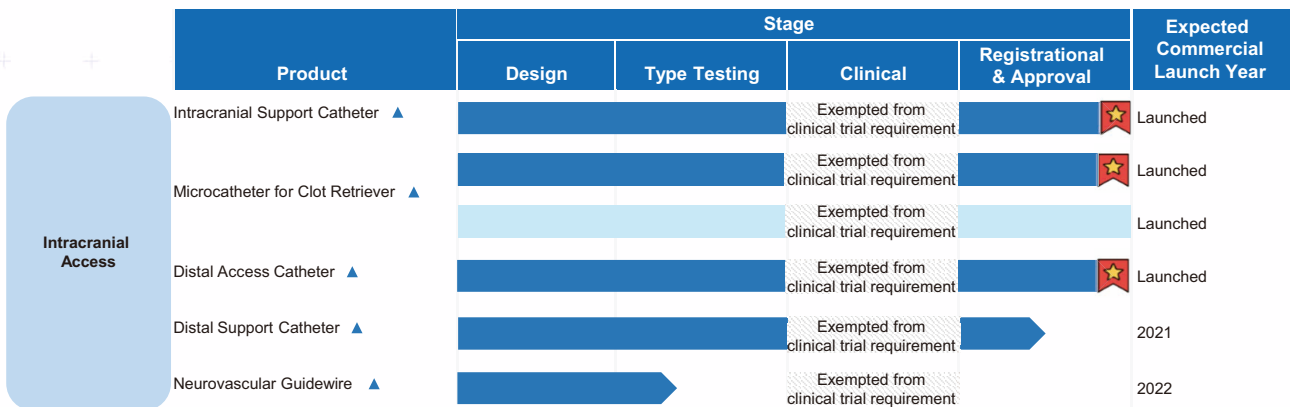 Stage
Expected
Commercial
Launch Year
Product
Design
Type Testing
Clinical
Registrational
& Approval
Intracranial
Access
Intracranial Support Catheter ▲
Exempted from
clinical trial requirement
Launched
Microcatheter for Clot Retriever ▲
Exempted from
clinical trial requirement
Launched
Exempted from
clinical trial requirement
Launched
Distal Access Catheter ▲
Exempted from
clinical trial requirement
Launched
Distal Support Catheter ▲
Exempted from
clinical trial requirement
2021
Neurovascular Guidewire ▲
Exempted from
clinical trial requirement
2022